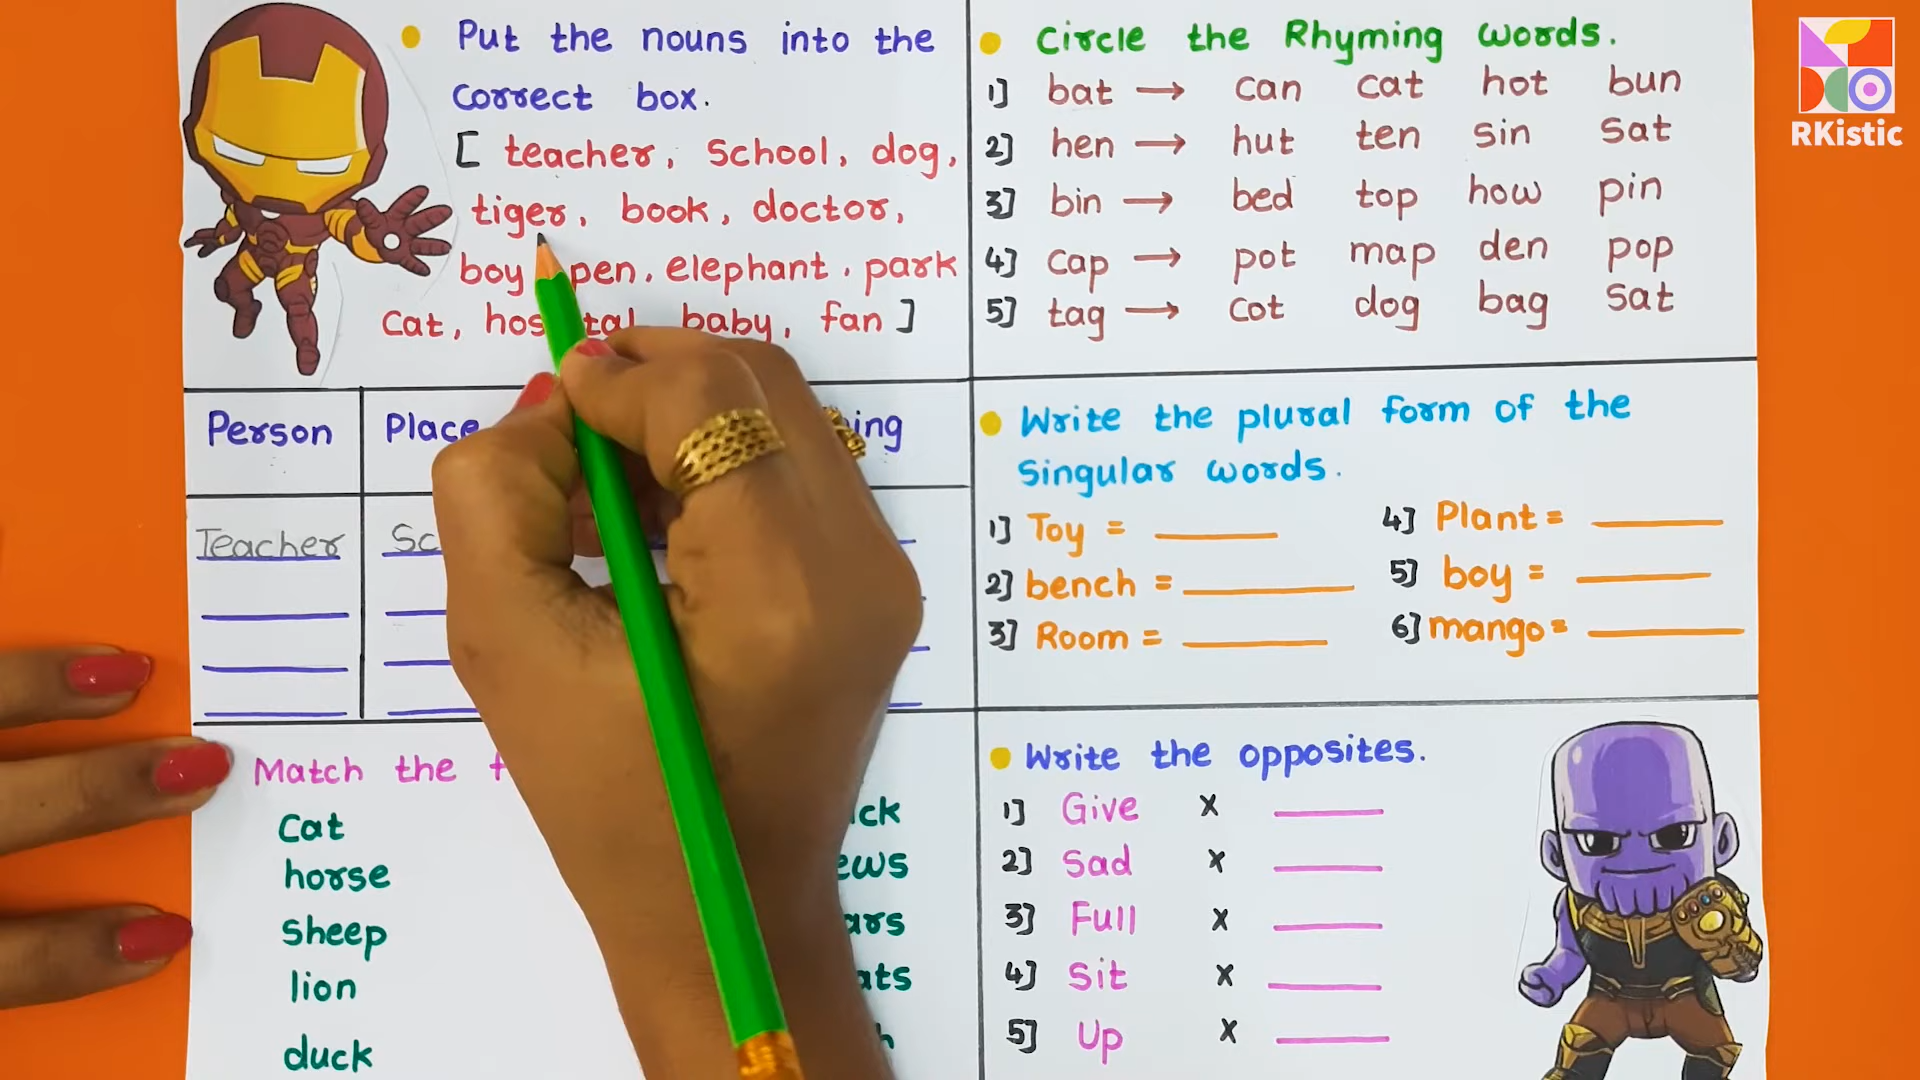 Put the nouns into the
correct box.
[ teacher, School, dog,
tiger, book, doctor,
boy pen, elephant, park
Cat, baby, fan ]
Person Place
Teacher
Match the
Cat
horse
Sheep
lion
duck
Circle the Rhyming words.
1] bat → can cat hot bun
2] hen → hut ten sin sat
3] bin → bed top how pin
4] cap → pot map den pop
5] tag → cot dog bag sat
Write the plural form of the
Singular words.
1] Toy = 4] Plant =
2] bench = 5] boy =
3] Room = 6] mango =
Write the opposites.
1] Give x
2] Sad x
3] Full x
4] Sit x
5] Up x
RKistic